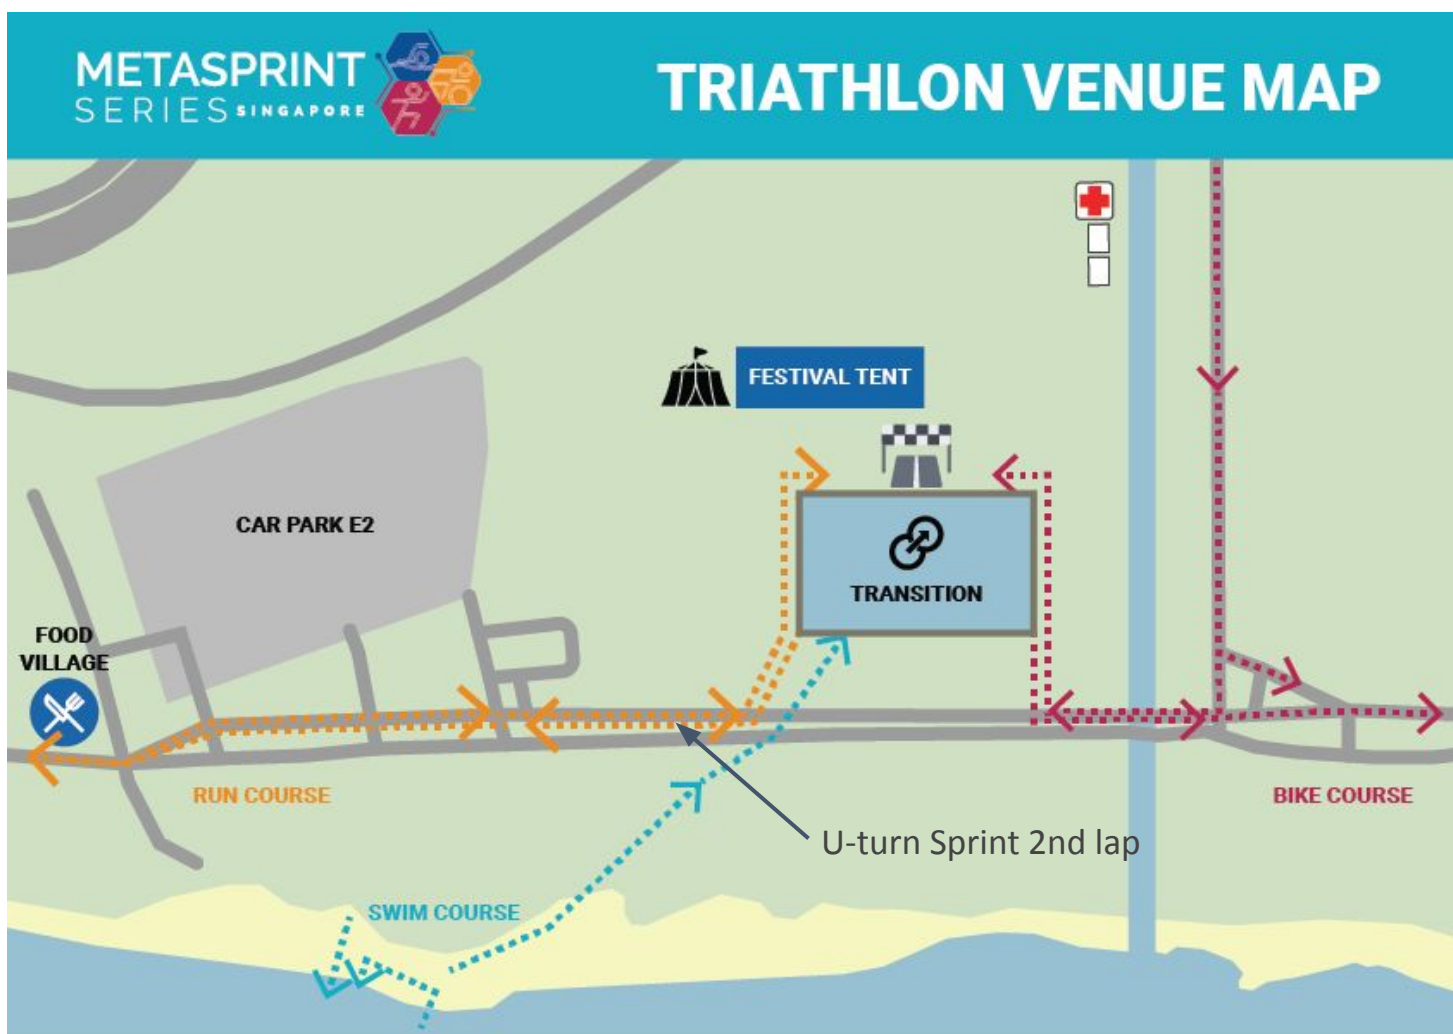 METASPRINT
SERIES SINGAPORE
TRIATHLON VENUE MAP
FESTIVAL TENT
CAR PARK E2
TRANSITION
FOOD
VILLAGE
RUN COURSE
BIKE COURSE
U-turn Sprint 2nd lap
SWIM COURSE